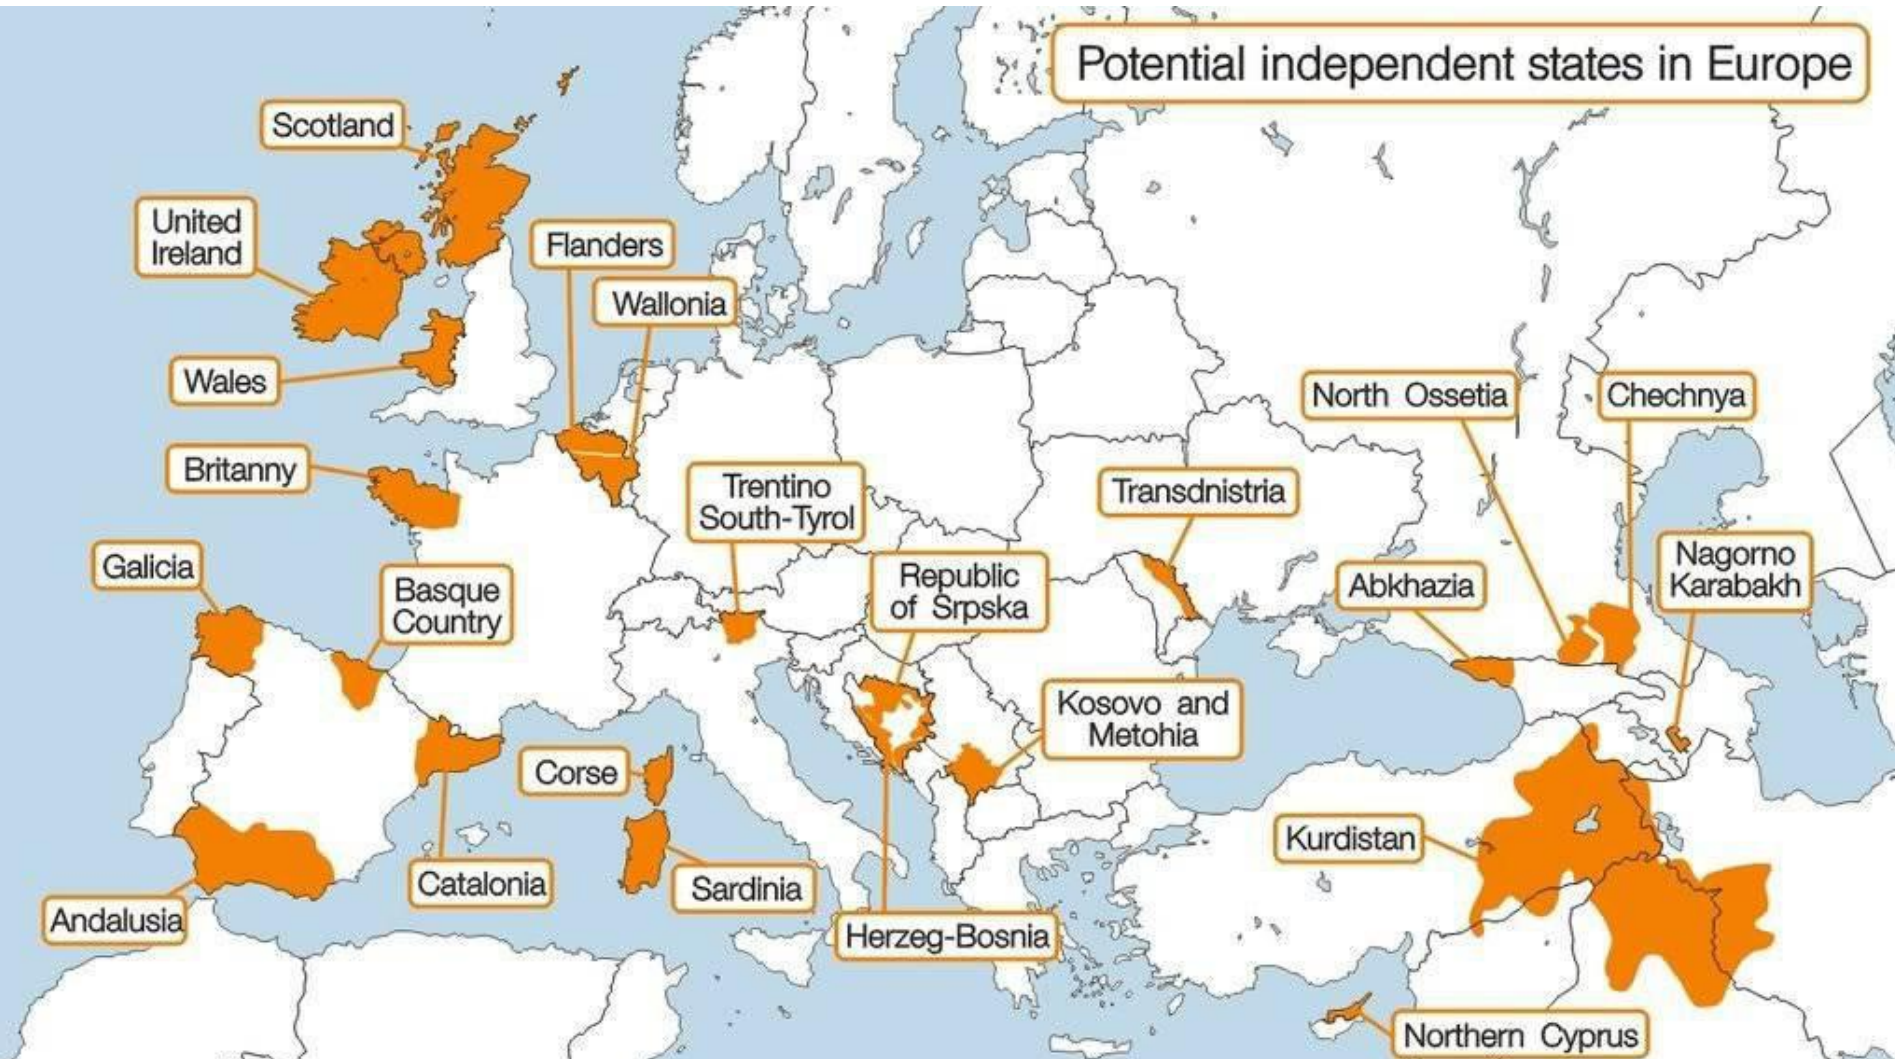 Potential independent states in Europe
Scotland
United
Ireland
Flanders
Wallonia
Wales
North Ossetia
Chechnya
Britanny
Trentino
South-Tyrol
Transdnistria
Galicia
Basque
Country
Republic
of Srpska
Abkhazia
Nagorno
Karabakh
Kosovo and
Metohia
Corse
Kurdistan
Catalonia
Sardinia
Andalusia
Herzeg-Bosnia
Northern Cyprus